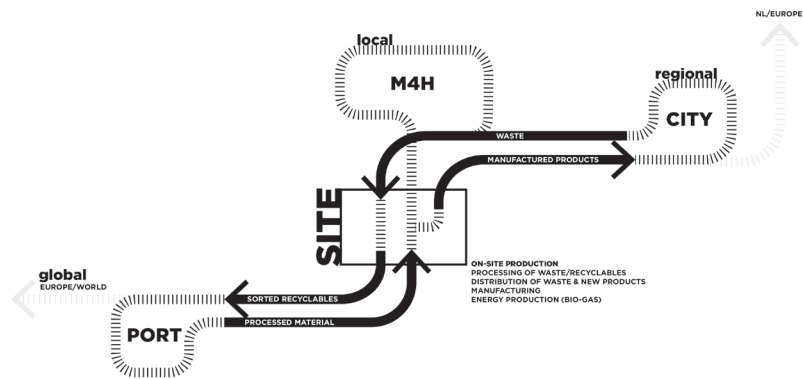 NL/EUROPE
local
M4H
regional
CITY
WASTE
MANUFACTURED PRODUCTS
SITE
ON-SITE PRODUCTION
PROCESSING OF WASTE/RECYCLABLES
DISTRIBUTION OF WASTE & NEW PRODUCTS
MANUFACTURING
ENERGY PRODUCTION (BIO-GAS)
global
EUROPE/WORLD
SORTED RECYCLABLES
PROCESSED MATERIAL
PORT